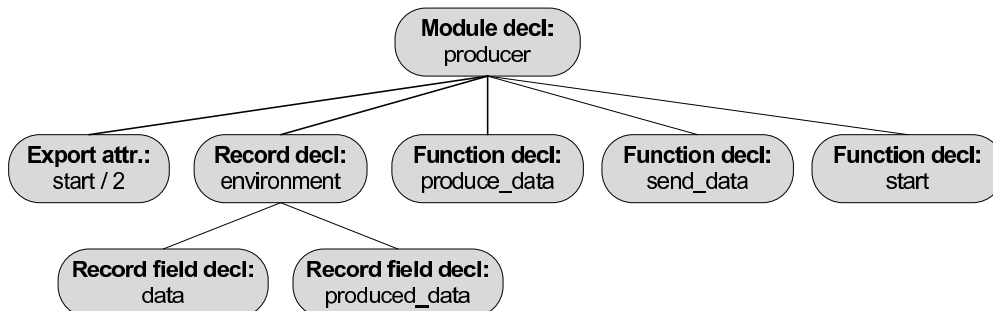 Module decl:
producer
Export attr.:
start / 2
Record decl:
environment
Function decl:
produce_data
Function decl:
send_data
Function decl:
start
Record field decl:
data
Record field decl:
produced_data